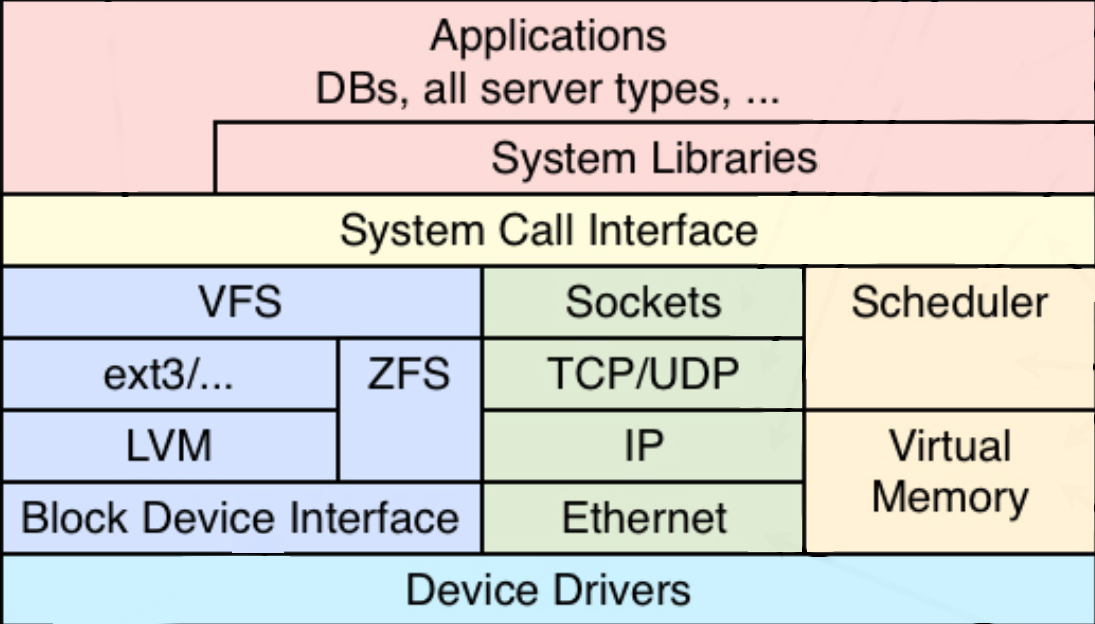 Applications
DBs, all server types, ...
System Libraries
System Call Interface
VFS
Sockets
Scheduler
ext3/...
ZFS
TCP/UDP
LVM
IP
Virtual
Memory
Block Device Interface
Ethernet
Device Drivers